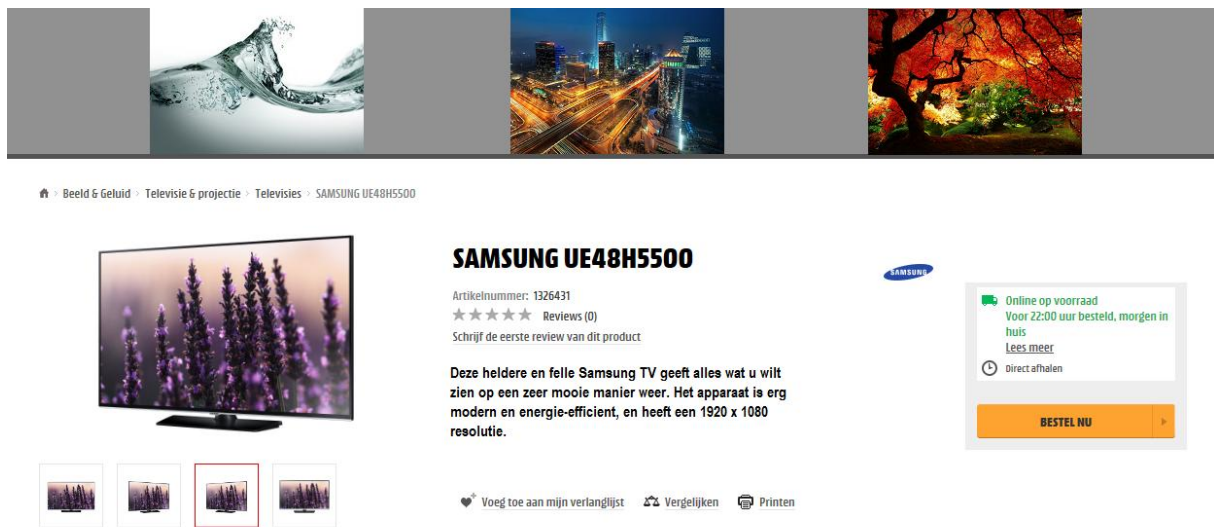 Beeld & Geluid > Televisie & projectie > Televisies > SAMSUNG UE48H5500
SAMSUNG UE48H5500
SAMSUNG
Artikelnummer: 1326431
Reviews (0)
Schrijf de eerste review van dit product
Deze heldere en felle Samsung TV geeft alles wat u wilt
zien op een zeer mooie manier weer. Het apparaat is erg
modern en energie-efficient, en heeft een 1920 x 1080
resolutie.
Online op voorraad
Voor 22:00 uur besteld, morgen in
huis
Lees meer
Direct afhalen
BESTEL NU
Voeg toe aan mijn verlanglijst Vergelijken Printen